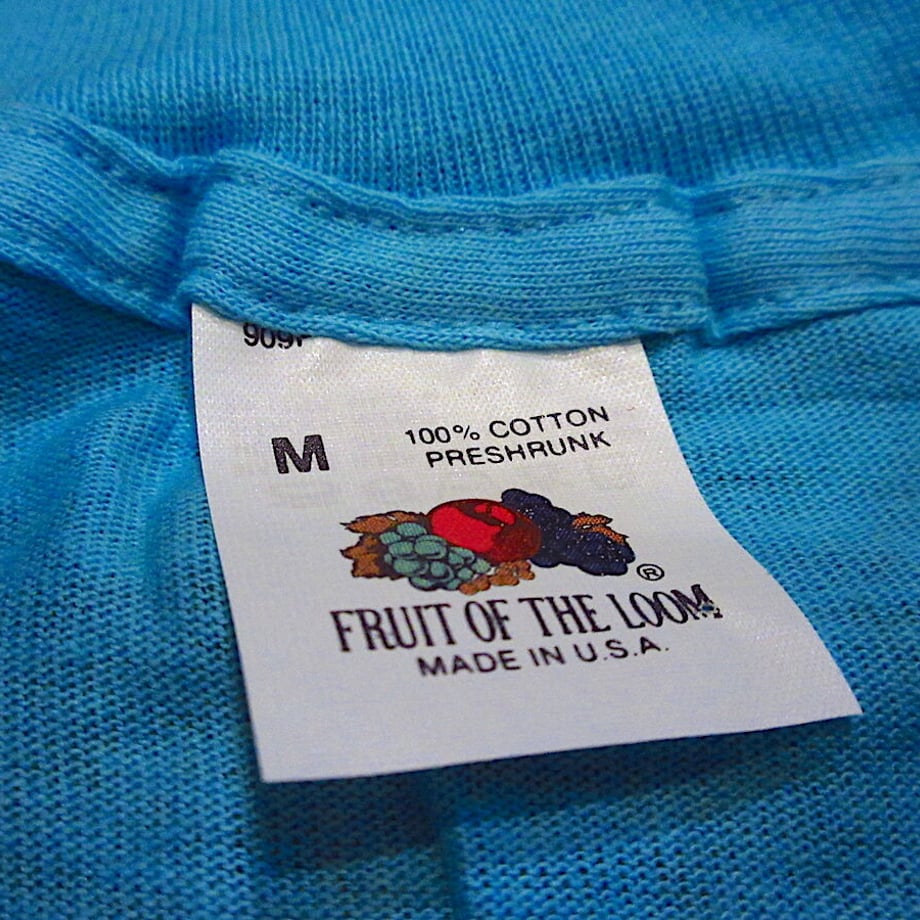 M
100% COTTON
PRESHRUNK
®
FRUIT OF THE LOOM
MADE IN U.S.A.